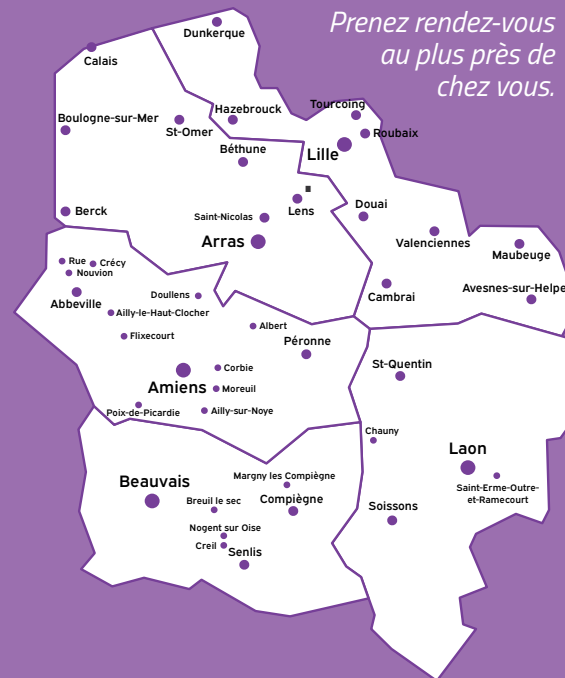 Prenez rendez-vous
au plus près de
chez vous.
Dunkerque
Calais
Tourcoing
Hazebrouck
Boulogne-sur-Mer
St-Omer
Roubaix
Béthune
Lille
Berck
Saint-Nicolas
Lens
Douai
Arras
Valenciennes
Maubeuge
Rue
Crécy
Nouvion
Abbeville
Doullens
Cambrai
Avesnes-sur-Helpe
Ailly-le-Haut-Clocher
Albert
Flixecourt
Péronne
St-Quentin
Corbie
Amiens
Moreuil
Poix-de-Picardie
Ailly-sur-Noye
Chauny
Laon
Margny les Compiègne
Beauvais
Saint-Erme-Outre-
et-Ramecourt
Breuil le sec
Compiègne
Soissons
Nogent sur Oise
Creil
Senlis